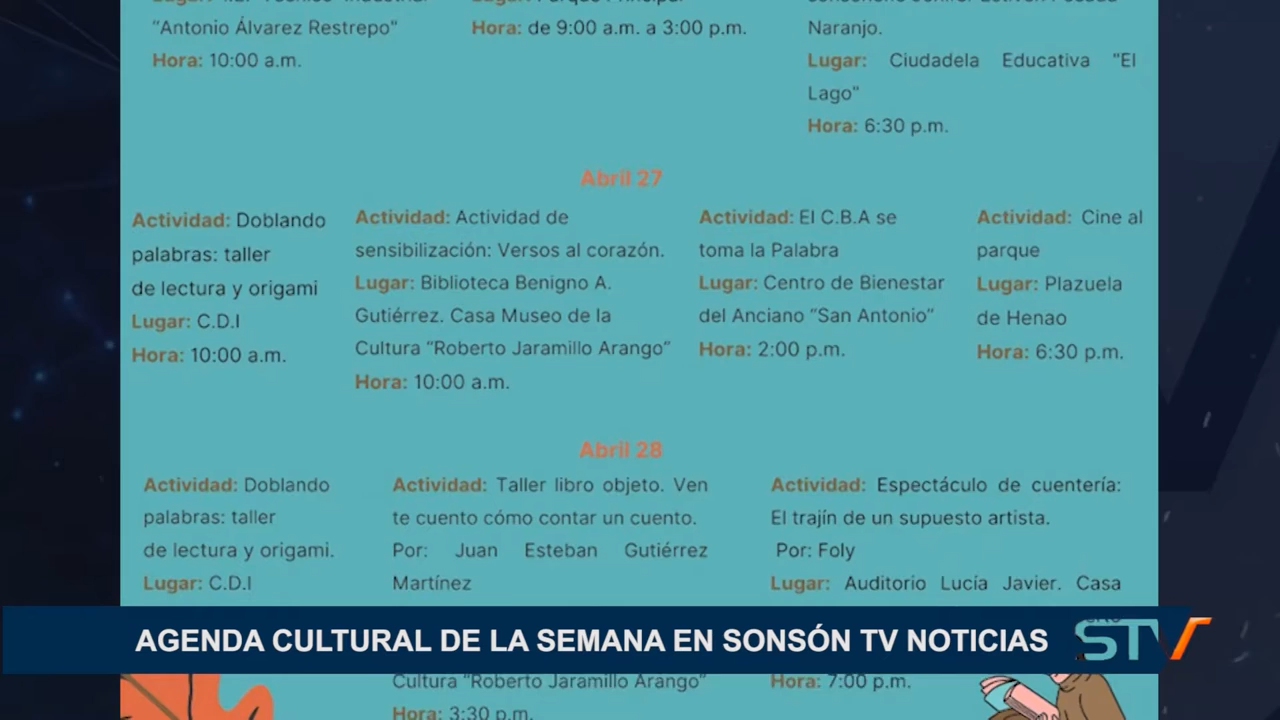 "Antonio Álvarez Restrepo"
Hora: 10:00 a.m.
Hora: de 9:00 a.m. a 3:00 p.m.
Naranjo.
Lugar: Ciudadela Educativa "El
Lago"
Hora: 6:30 p.m.
Abril 27
Actividad: Doblando
palabras: taller
de lectura y origami
Lugar: C.D.I
Hora: 10:00 a.m.
Actividad: Actividad de
sensibilización: Versos al corazón.
Lugar: Biblioteca Benigno A.
Gutiérrez. Casa Museo de la
Cultura "Roberto Jaramillo Arango"
Hora: 10:00 a.m.
Actividad: El C.B.A se
toma la Palabra
Lugar: Centro de Bienestar
del Anciano "San Antonio"
Hora: 2:00 p.m.
Actividad: Cine al
parque
Lugar: Plazuela
de Henao
Hora: 6:30 p.m.
Abril 28
Actividad: Doblando
palabras: taller
de lectura y origami.
Lugar: C.D.I
Actividad: Taller libro objeto. Ven
te cuento cómo contar un cuento.
Por: Juan Esteban Gutiérrez
Martínez
Cultura "Roberto Jaramillo Arango"
Hora: 3:30 p.m.
Actividad: Espectáculo de cuentería:
El trajín de un supuesto artista.
Por: Foly
Lugar: Auditorio Lucía Javier. Casa
Hora: 7:00 p.m.
AGENDA CULTURAL DE LA SEMANA EN SONSÓN TV NOTICIAS
STV